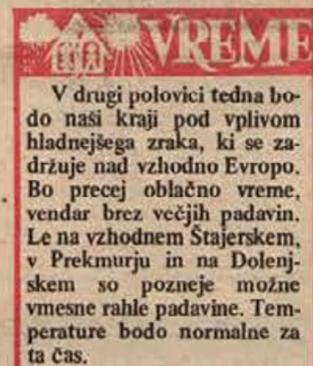 VREME
V drugi polovici tedna bo-
do naši kraji pod vplivom
hladnejšega zraka, ki se za-
držuje nad vzhodno Evropo.
Bo precej oblačno vreme,
vendar brez večjih padavin.
Le na vzhodnem Štajerskem,
v Prekmurju in na Dolenj-
skem so pozneje možne
vmesne rahle padavine. Tem-
perature bodo normalne za
ta čas.